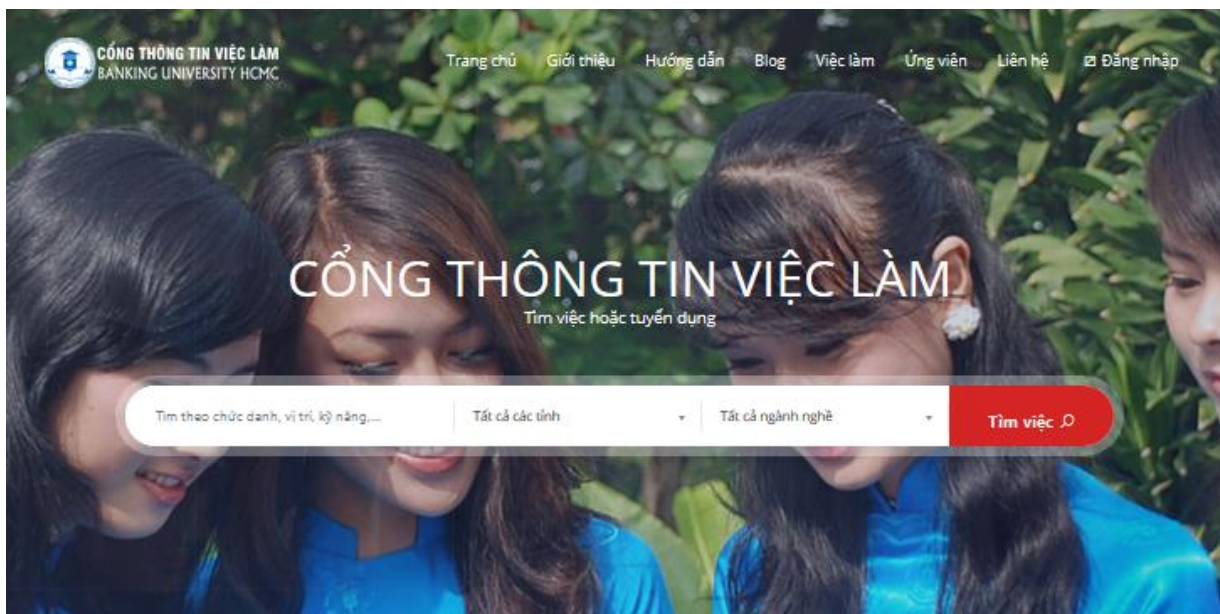 CỔNG THÔNG TIN VIỆC LÀM
BANKING UNIVERSITY HCMC
Trang chủ Giới thiệu Hướng dẫn Blog Việc làm Ứng viên Liên hệ Đăng nhập
CỔNG THÔNG TIN VIỆC LÀM
Tìm việc hoặc tuyển dụng
Tìm theo chức danh, vị trí, kỹ năng,... Tất cả các tỉnh Tất cả ngành nghề Tìm việc